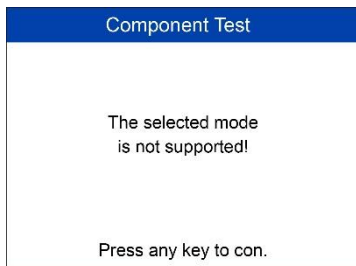 Component Test
The selected mode
is not supported!
Press any key to con.